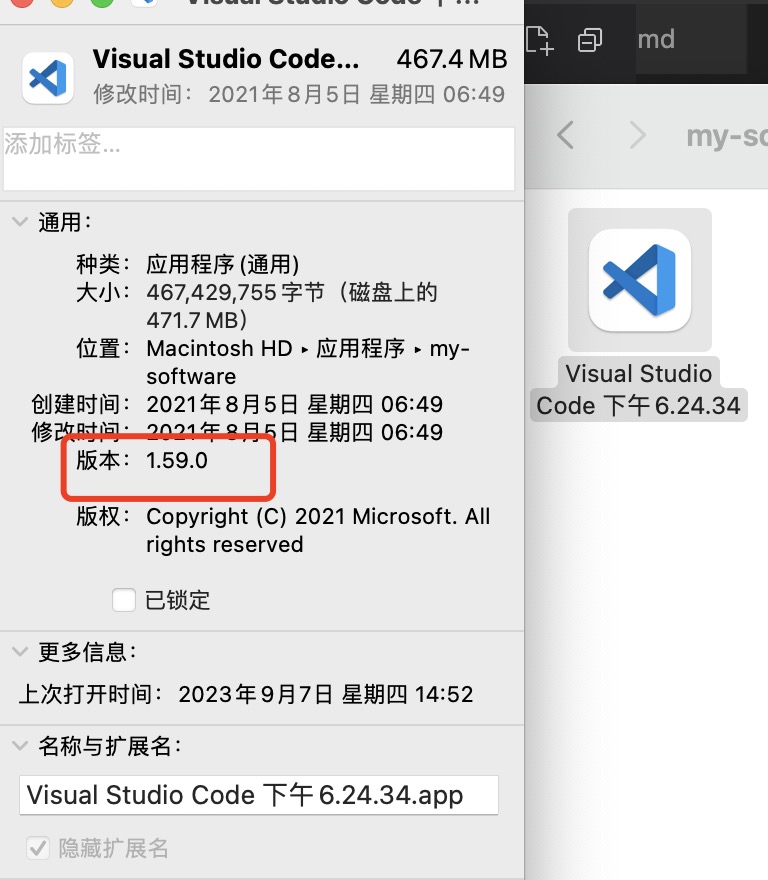 Visual Studio Code 下午...
Visual Studio Code... 467.4 MB
修改时间： 2021年8月5日 星期四 06:49
添加标签...
通用：
种类： 应用程序 (通用)
大小： 467,429,755 字节（磁盘上的
471.7 MB）
位置： Macintosh HD ▸ 应用程序 ▸ my-
software
创建时间： 2021年8月5日 星期四 06:49
修改时间： 2021年8月5日 星期四 06:49
版本： 1.59.0
版权： Copyright (C) 2021 Microsoft. All
rights reserved
已锁定
更多信息：
上次打开时间： 2023年9月7日 星期四 14:52
名称与扩展名：
Visual Studio Code 下午6.24.34.app
隐藏扩展名
md
my-so
Visual Studio
Code 下午6.24.34